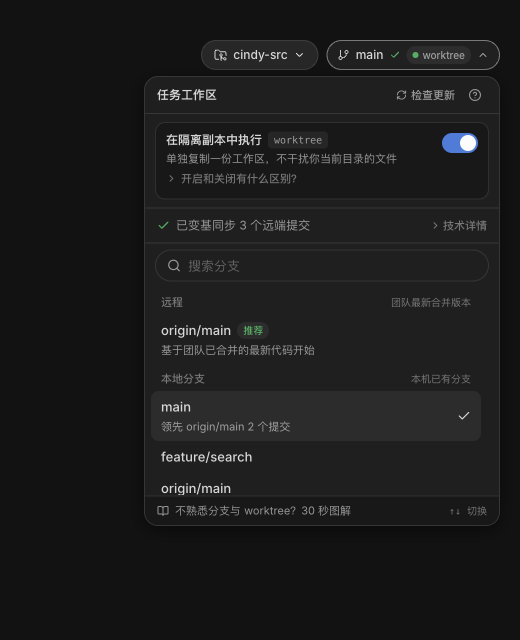 cindy-src
main worktree
任务工作区 检查更新
在隔离副本中执行 worktree
单独复制一份工作区，不干扰你当前目录的文件
开启和关闭有什么区别?
已变基同步 3 个远端提交 技术详情
搜索分支
远程 团队最新合并版本
origin/main 推荐
基于团队已合并的最新代码开始
本地分支 本机已有分支
main
领先 origin/main 2 个提交
feature/search
origin/main
不熟悉分支与 worktree? 30 秒图解 ↑↓ 切换